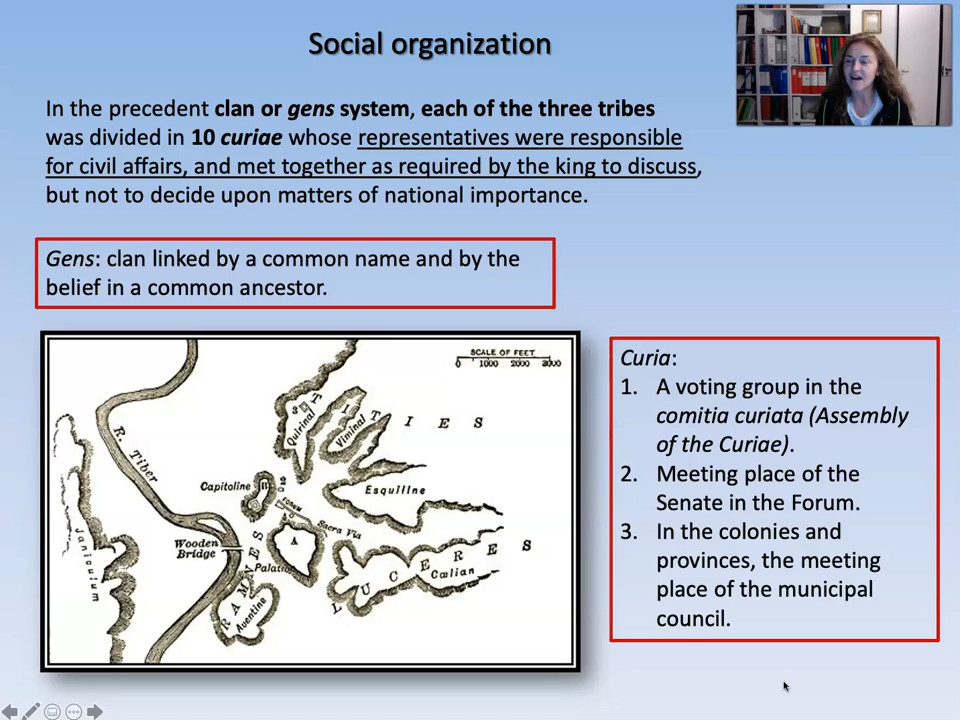 Social organization
In the precedent clan or gens system, each of the three tribes
was divided in 10 curiae whose representatives were responsible
for civil affairs, and met together as required by the king to discuss,
but not to decide upon matters of national importance.
Gens: clan linked by a common name and by the
belief in a common ancestor.
SCALE OF FEET
0 1000 2000 3000
R. Tiber
Janiculum
Quirinal
Viminal
TITIES
Capitoline
Esquiline
FORUM
Sacra Via
Wooden
Bridge
A
Palatine
RAMNES
LUCERES
Cœlian
Aventine
Curia:
1. A voting group in the
comitia curiata (Assembly
of the Curiae).
2. Meeting place of the
Senate in the Forum.
3. In the colonies and
provinces, the meeting
place of the municipal
council.